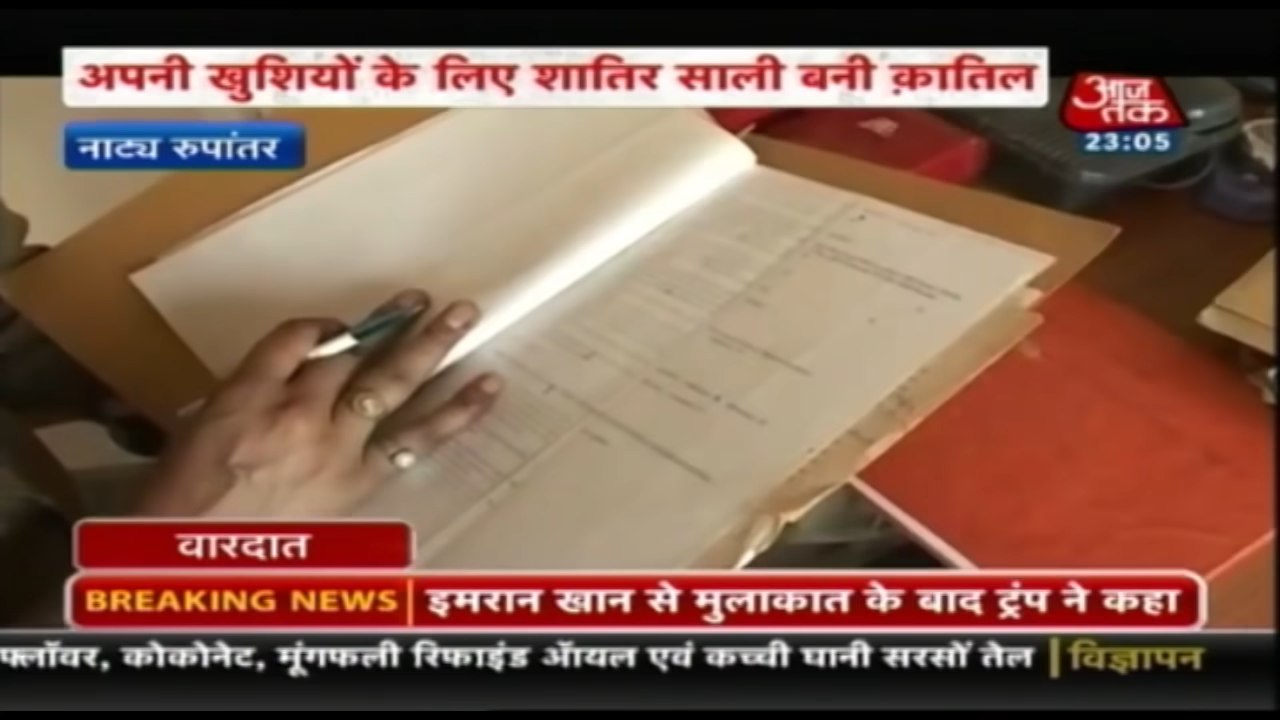 अपनी खुशियों के लिए शातिर साली बनी क़ातिल
आज तक
नाट्य रुपांतर
23:05
वारदात
BREAKING NEWS इमरान खान से मुलाकात के बाद ट्रंप ने कहा
फ्लॉवर, कोकोनेट, मूंगफली रिफाइंड ऑयल एवं कच्ची घानी सरसों तेल | विज्ञापन